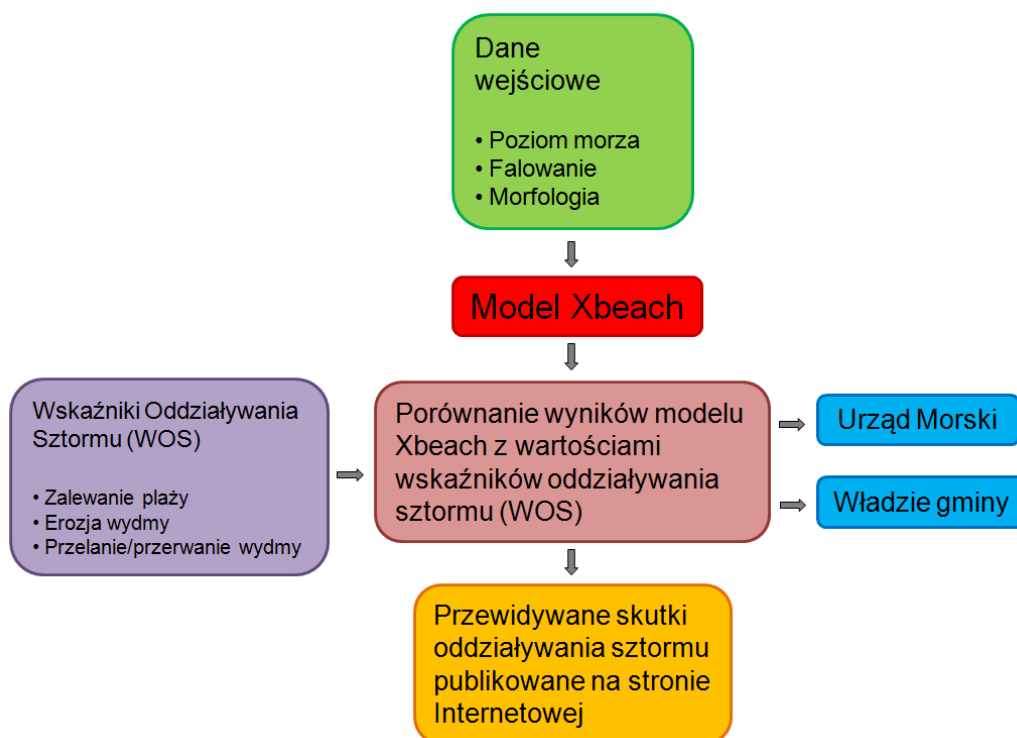 Dane
wejściowe
• Poziom morza
• Falowanie
• Morfologia
Model Xbeach
Wskaźniki Oddziaływania
Sztormu (WOS)
• Zalewanie plaży
• Erozja wydmy
• Przelanie/przerwanie wydmy
Porównanie wyników modelu
Xbeach z wartościami
wskaźników oddziaływania
sztormu (WOS)
Urząd Morski
Władzie gminy
Przewidywane skutki
oddziaływania sztormu
publikowane na stronie
Internetowej